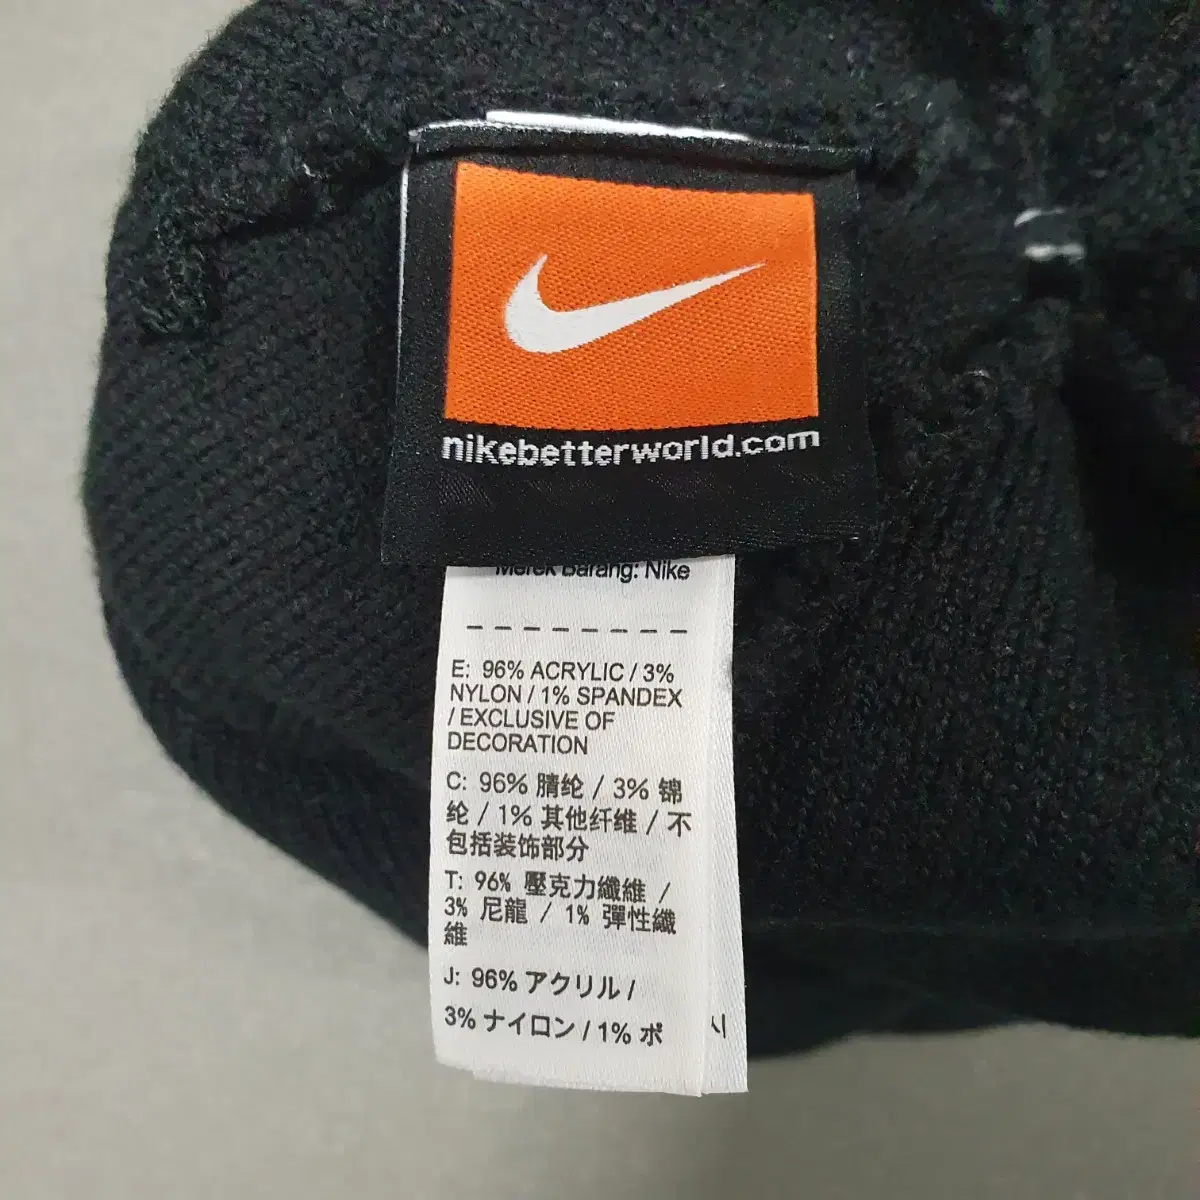 nikebetterworld.com
Merek Barang: Nike
E: 96% ACRYLIC / 3%
NYLON / 1% SPANDEX
/ EXCLUSIVE OF
DECORATION
C: 96% 腈纶 / 3% 锦
纶 / 1% 其他纤维 / 不
包括装饰部分
T: 96% 壓克力纖維 /
3% 尼龍 / 1% 彈性纖
維
J: 96% アクリル /
3% ナイロン / 1% ポ